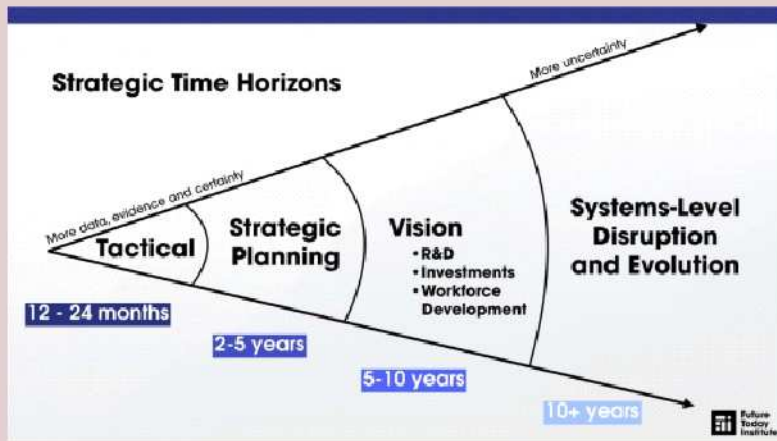 Strategic Time Horizons
More uncertainty
More data, evidence and certainty
Tactical
Strategic
Planning
Vision
• R&D
• Investments
• Workforce
Development
Systems-Level
Disruption
and Evolution
12 - 24 months
2-5 years
5-10 years
10+ years
Future
Today
Institute